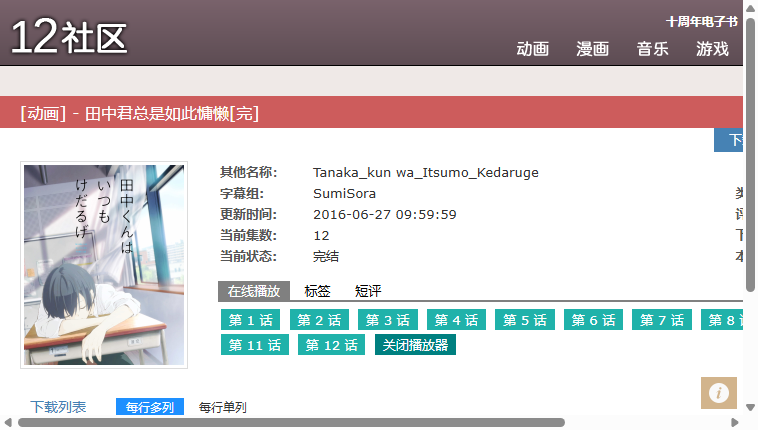 12社区
十周年电子书
动画 漫画 音乐 游戏
[动画] - 田中君总是如此慵懒[完]
田中くんは
いつも
けだるげ
其他名称: Tanaka_kun wa_Itsumo_Kedaruge
字幕组: SumiSora
更新时间: 2016-06-27 09:59:59
当前集数: 12
当前状态: 完结
在线播放 标签 短评
第 1 话 第 2 话 第 3 话 第 4 话 第 5 话 第 6 话 第 7 话 第 8
第 11 话 第 12 话 关闭播放器
下载列表 每行多列 每行单列